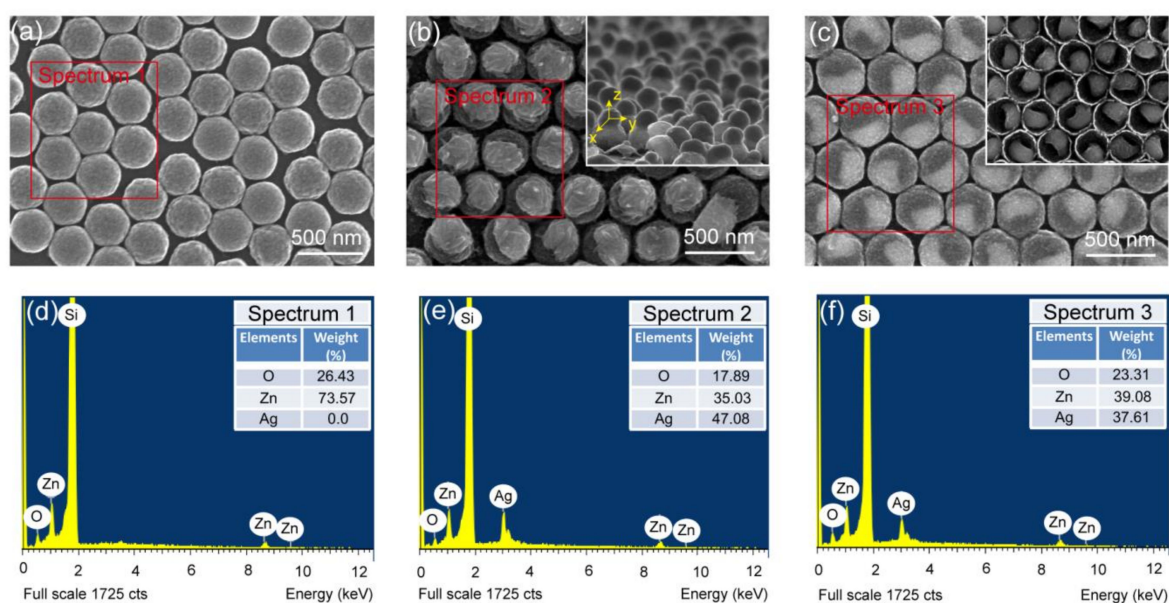 (a)
Spectrum 1
500 nm
(b)
Spectrum 2
z
y
x
500 nm
(c)
Spectrum 3
500 nm
(d)
Si
Spectrum 1
Elements Weight (%)
O 26.43
Zn 73.57
Ag 0.0
Zn
O
Zn
Zn
0 2 4 6 8 10 12
Full scale 1725 cts Energy (keV)
(e)
Si
Spectrum 2
Elements Weight (%)
O 17.89
Zn 35.03
Ag 47.08
Zn
Ag
O
Zn
Zn
0 2 4 6 8 10 12
Full scale 1725 cts Energy (keV)
(f)
Si
Spectrum 3
Elements Weight (%)
O 23.31
Zn 39.08
Ag 37.61
Zn
Ag
O
Zn
Zn
0 2 4 6 8 10 12
Full scale 1725 cts Energy (keV)